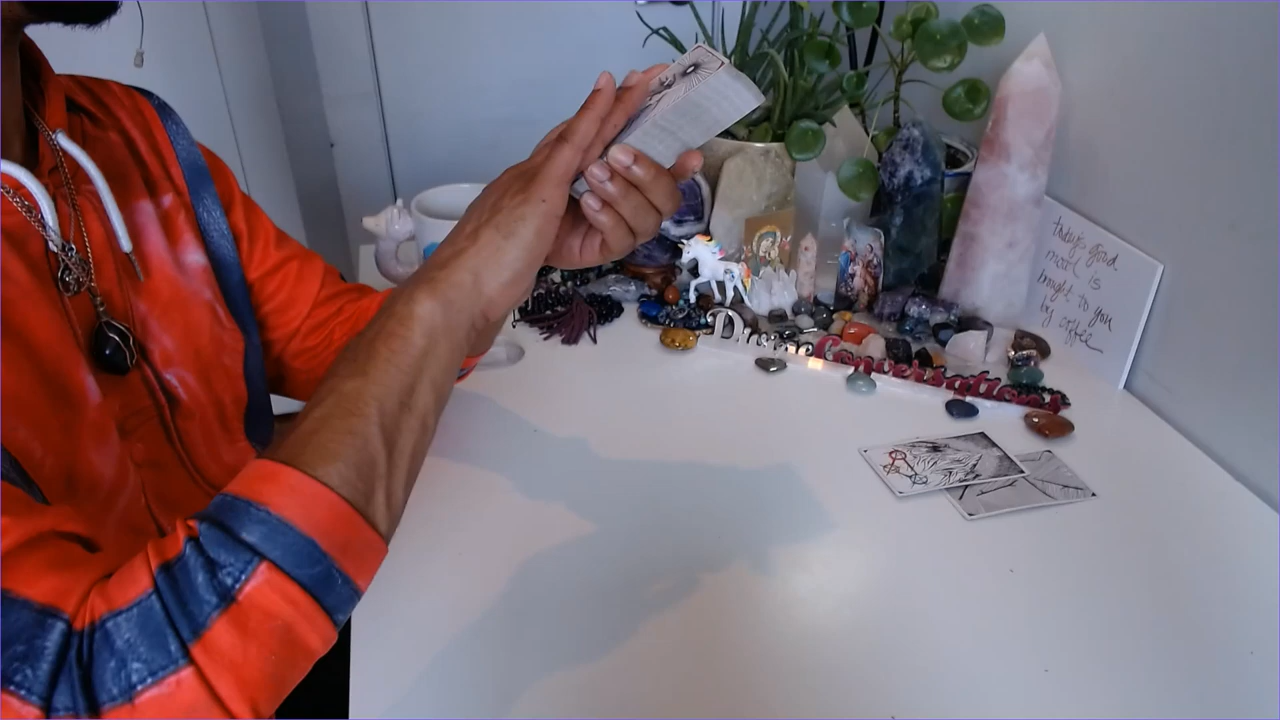 today's good
mood is
brought to you
by coffee
Divine Conversations